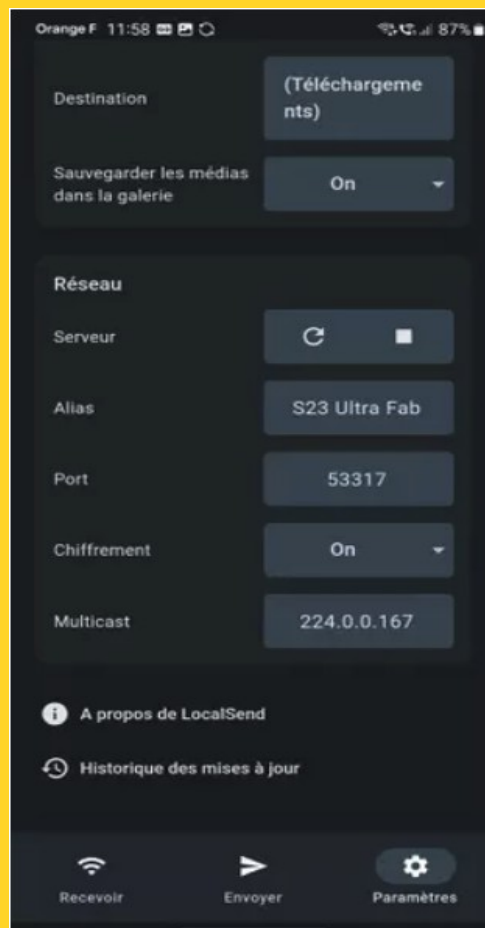 Orange F 11:58
87%
Destination
(Téléchargeme
nts)
Sauvegarder les médias
dans la galerie
On
Réseau
Serveur
Alias
S23 Ultra Fab
Port
53317
Chiffrement
On
Multicast
224.0.0.167
A propos de LocalSend
Historique des mises à jour
Recevoir
Envoyer
Paramètres